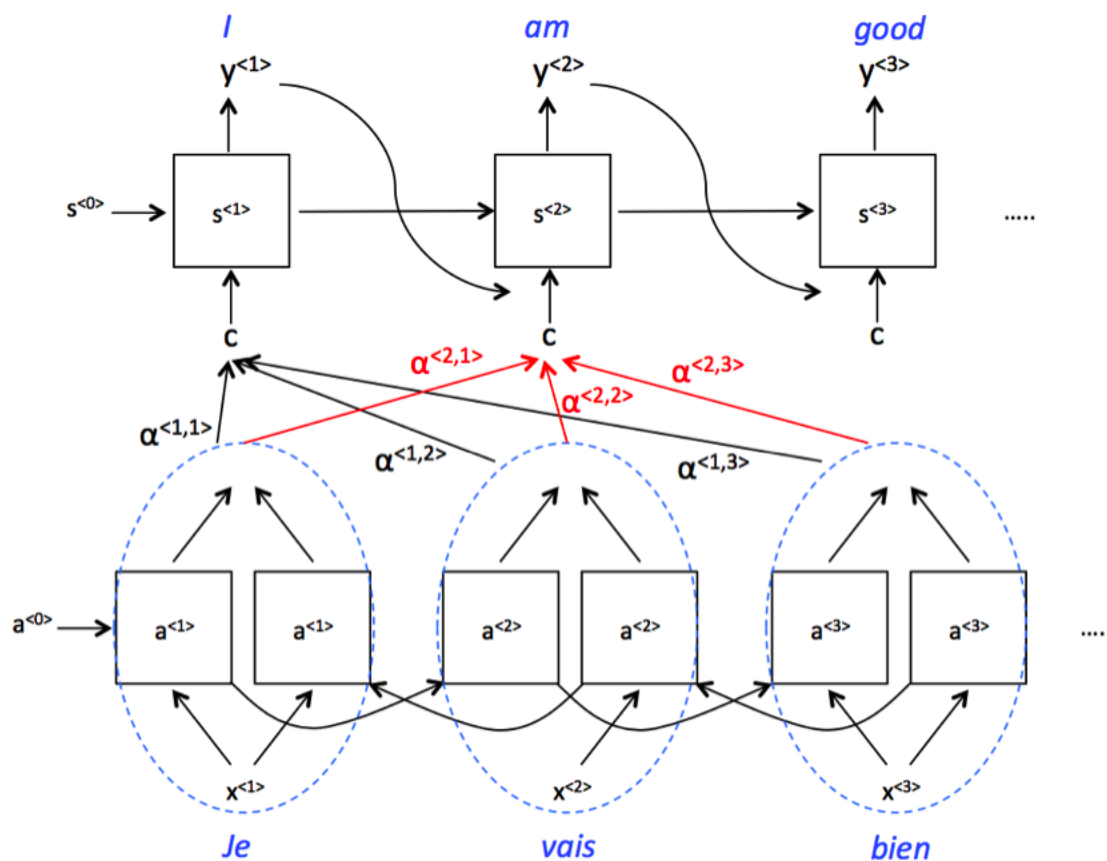 I am good
y<1> y<2> y<3>
s<0> s<1> s<2> s<3> .....
c c c
α<2,1> α<2,3>
α<2,2>
α<1,1> α<1,2> α<1,3>
a<0> a<1> a<1> a<2> a<2> a<3> a<3> ....
x<1> x<2> x<3>
Je vais bien